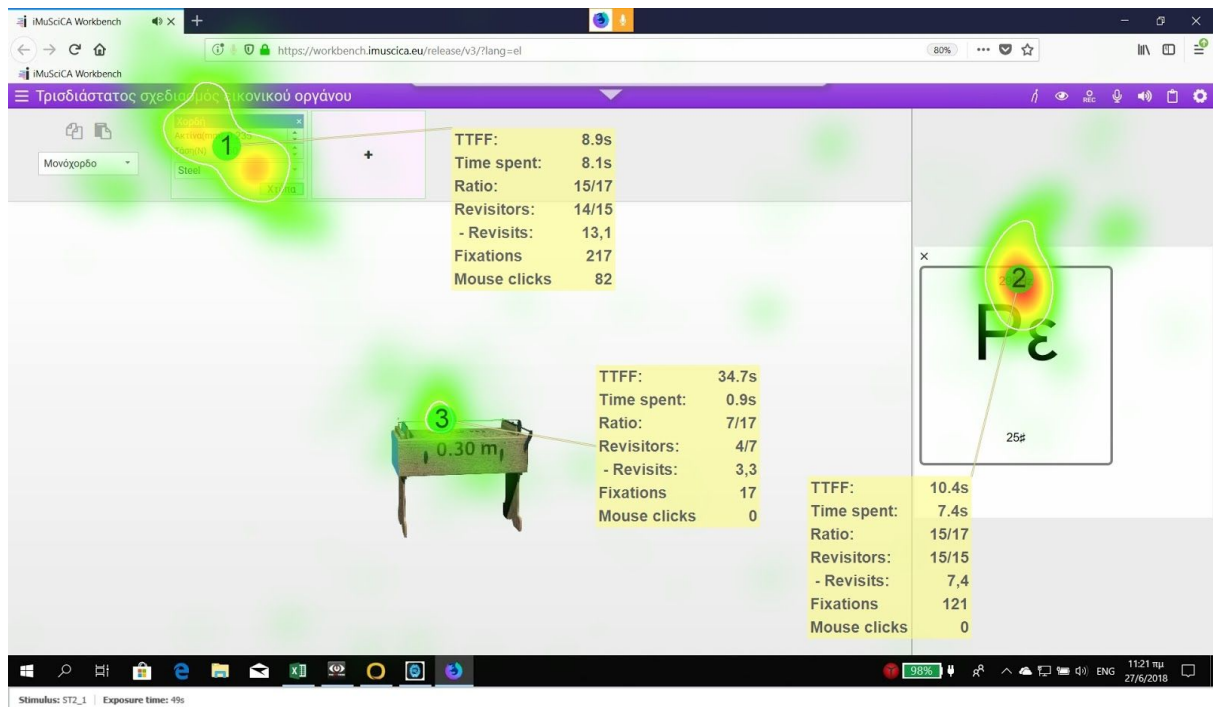 iMuSciCA Workbench
https://workbench.imuscica.eu/release/v3/?lang=el
80%
iMuSciCA Workbench
Τρισδιάστατος σχεδιασμός εικονικού οργάνου
REC
Χορδή
Μονόχορδο
Steel
Χτύπα
+
1
TTFF: 8.9s
Time spent: 8.1s
Ratio: 15/17
Revisitors: 14/15
- Revisits: 13,1
Fixations 217
Mouse clicks 82
2
Ρε
25♯
3
0.30 m
TTFF: 34.7s
Time spent: 0.9s
Ratio: 7/17
Revisitors: 4/7
- Revisits: 3,3
Fixations 17
Mouse clicks 0
TTFF: 10.4s
Time spent: 7.4s
Ratio: 15/17
Revisitors: 15/15
- Revisits: 7,4
Fixations 121
Mouse clicks 0
98%
ENG
11:21 πμ
27/6/2018
Stimulus: ST2_1 | Exposure time: 49s